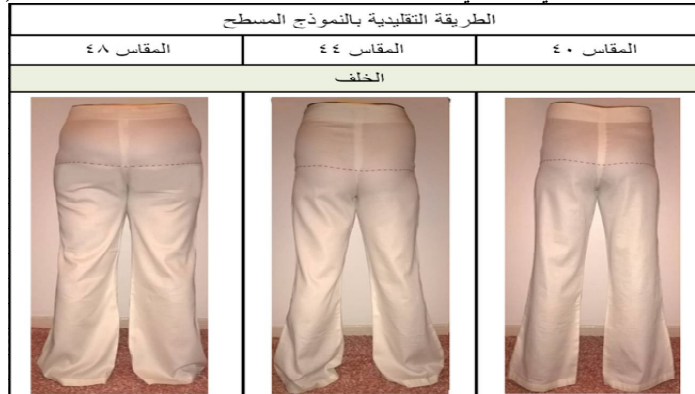 الطريقة التقليدية بالنموذج المسطح
المقاس ٤٠
المقاس ٤٤
المقاس ٤٨
الخلف